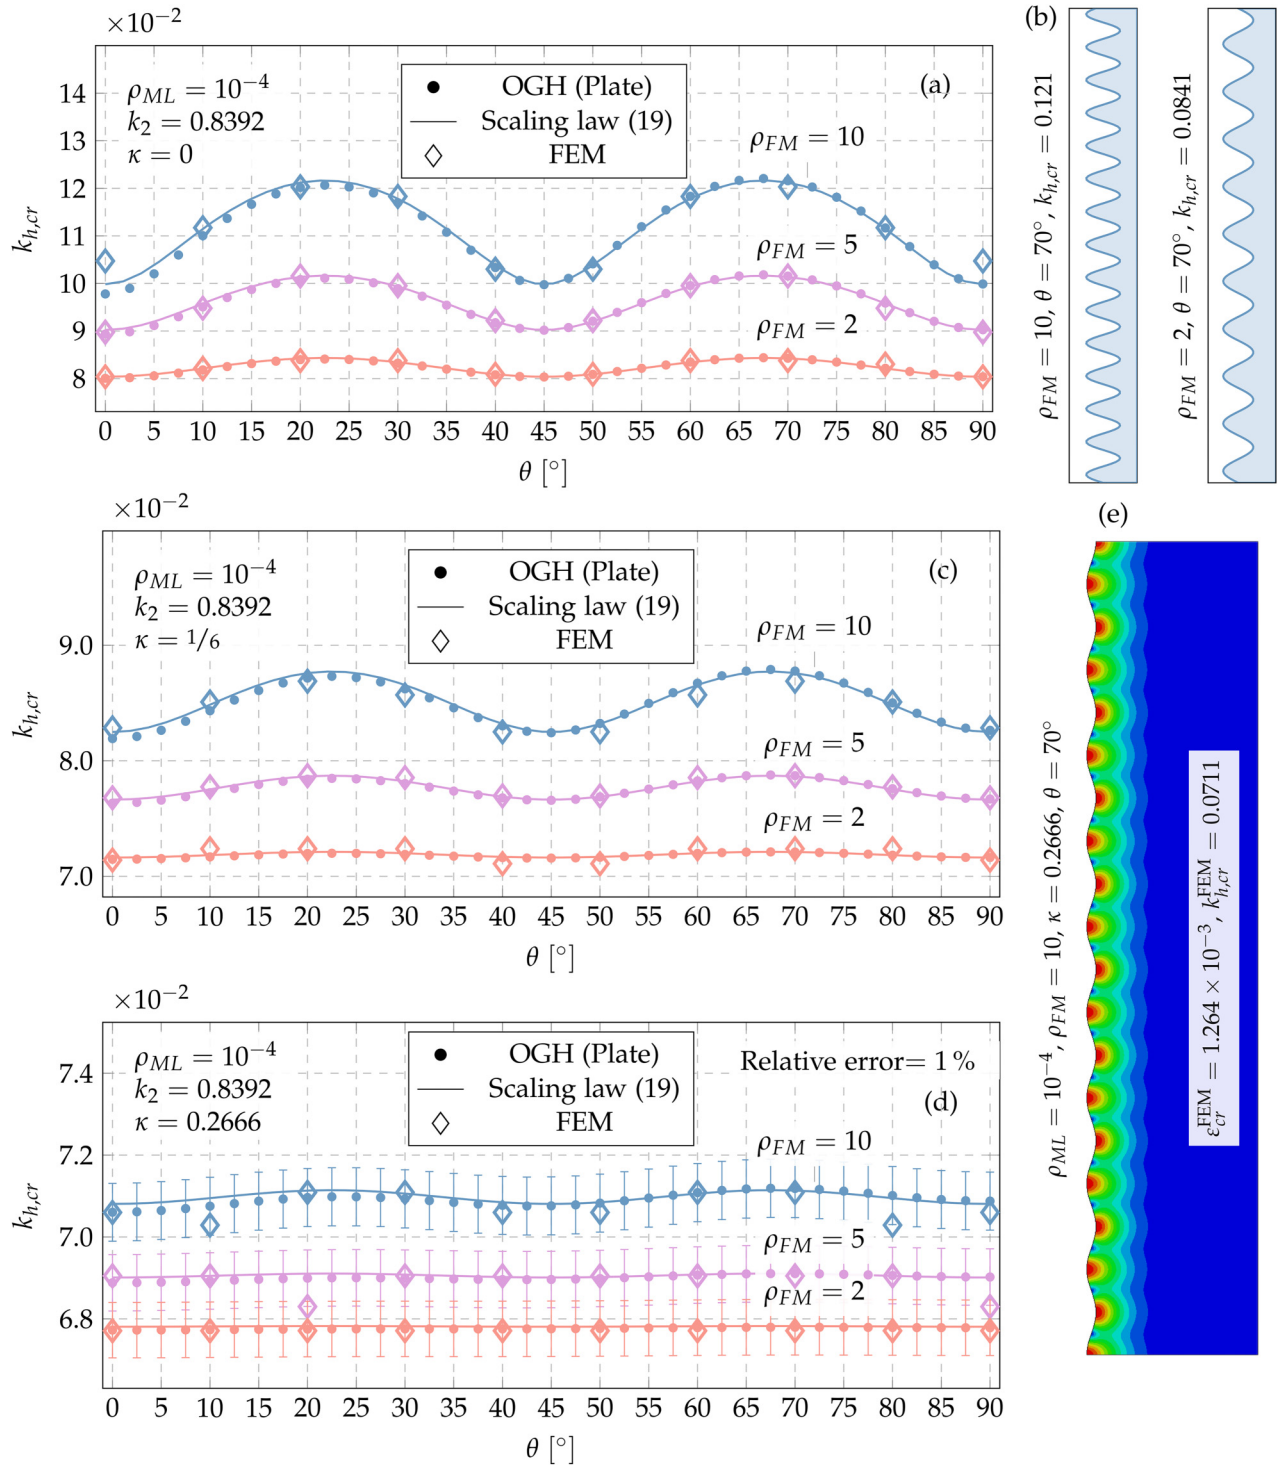 ×10⁻²
(a)
ρ_ML = 10⁻⁴
k₂ = 0.8392
κ = 0
OGH (Plate)
Scaling law (19)
FEM
ρ_FM = 10
ρ_FM = 5
ρ_FM = 2
k_h,cr
14
13
12
11
10
9
8
0 5 10 15 20 25 30 35 40 45 50 55 60 65 70 75 80 85 90
θ [°]
(b)
ρ_FM = 10, θ = 70°, k_h,cr = 0.121
ρ_FM = 2, θ = 70°, k_h,cr = 0.0841
×10⁻²
(c)
ρ_ML = 10⁻⁴
k₂ = 0.8392
κ = 1/6
OGH (Plate)
Scaling law (19)
FEM
ρ_FM = 10
ρ_FM = 5
ρ_FM = 2
k_h,cr
9.0
8.0
7.0
0 5 10 15 20 25 30 35 40 45 50 55 60 65 70 75 80 85 90
θ [°]
×10⁻²
ρ_ML = 10⁻⁴
k₂ = 0.8392
κ = 0.2666
OGH (Plate)
Scaling law (19)
FEM
Relative error= 1 %
(d)
ρ_FM = 10
ρ_FM = 5
ρ_FM = 2
k_h,cr
7.4
7.2
7.0
6.8
0 5 10 15 20 25 30 35 40 45 50 55 60 65 70 75 80 85 90
θ [°]
(e)
ρ_ML = 10⁻⁴, ρ_FM = 10, κ = 0.2666, θ = 70°
ε_cr^FEM = 1.264 × 10⁻³, k_h,cr^FEM = 0.0711